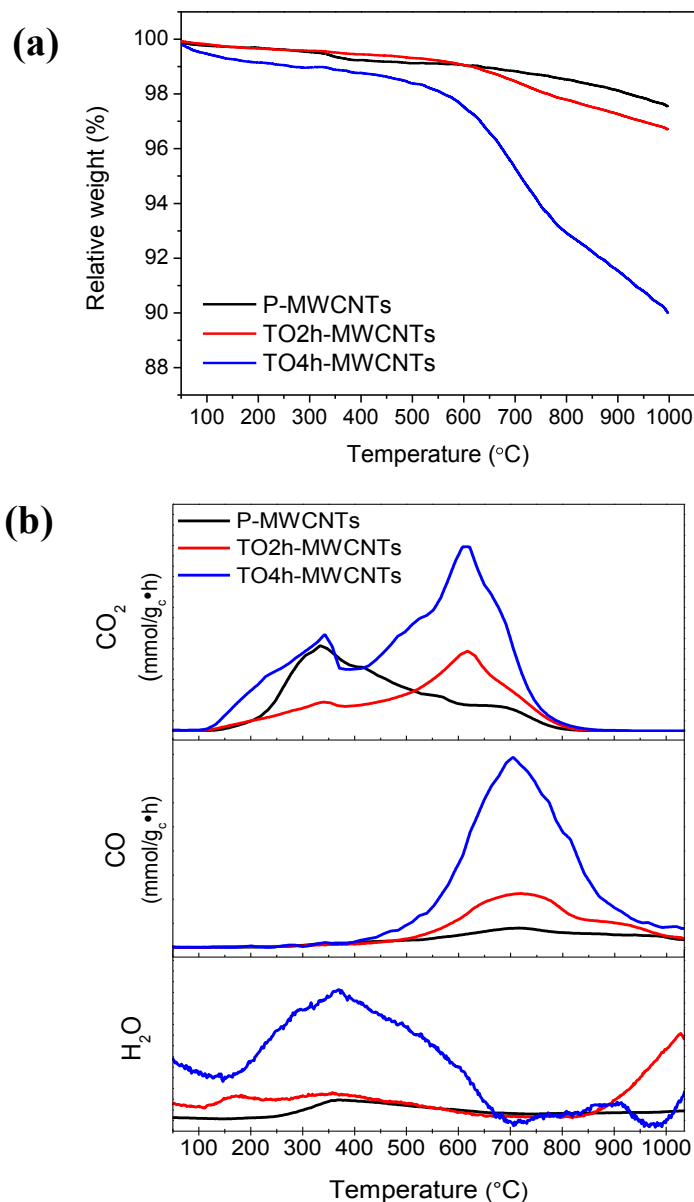 (a)
100
98
96
94
92
90
88
Relative weight (%)
P-MWCNTs
TO2h-MWCNTs
TO4h-MWCNTs
100 200 300 400 500 600 700 800 900 1000
Temperature (°C)
(b)
P-MWCNTs
TO2h-MWCNTs
TO4h-MWCNTs
CO₂
(mmol/g_c•h)
CO
(mmol/g_c•h)
H₂O
100 200 300 400 500 600 700 800 900 1000
Temperature (°C)